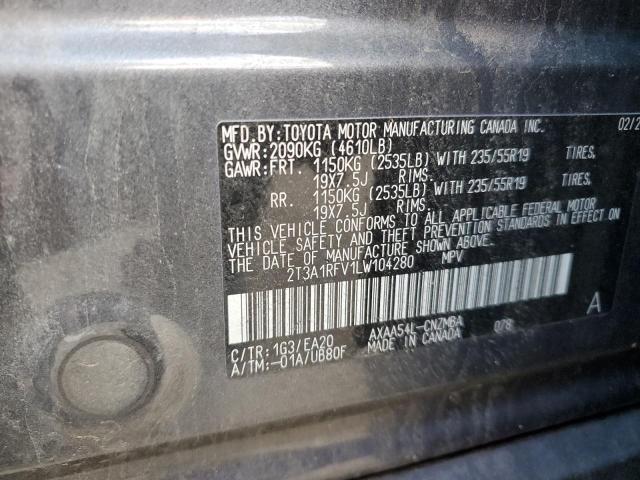 MFD.BY:TOYOTA MOTOR MANUFACTURING CANADA INC. 02/2
GVWR:2090KG (4610LB)
GAWR:FRT. 1150KG (2535LB) WITH 235/55R19 TIRES,
19X7.5J RIMS.
RR. 1150KG (2535LB) WITH 235/55R19 TIRES,
19X7.5J RIMS.
THIS VEHICLE CONFORMS TO ALL APPLICABLE FEDERAL MOTOR
VEHICLE SAFETY AND THEFT PREVENTION STANDARDS IN EFFECT ON
THE DATE OF MANUFACTURE SHOWN ABOVE.
2T3A1RFV1LW104280 MPV
A
C/TR:1G3/EA20 AXAA54L-CNZMBA 078
A/TM:-01A/U680F MADE IN CANADA